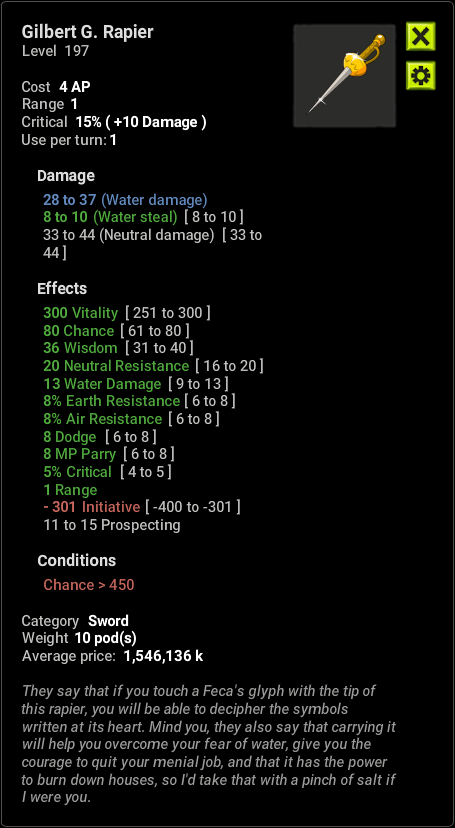 Gilbert G. Rapier
Level 197
Cost 4 AP
Range 1
Critical 15% ( +10 Damage )
Use per turn: 1
Damage
28 to 37 (Water damage)
8 to 10 (Water steal) [ 8 to 10 ]
33 to 44 (Neutral damage) [ 33 to
44 ]
Effects
300 Vitality [ 251 to 300 ]
80 Chance [ 61 to 80 ]
36 Wisdom [ 31 to 40 ]
20 Neutral Resistance [ 16 to 20 ]
13 Water Damage [ 9 to 13 ]
8% Earth Resistance [ 6 to 8 ]
8% Air Resistance [ 6 to 8 ]
8 Dodge [ 6 to 8 ]
8 MP Parry [ 6 to 8 ]
5% Critical [ 4 to 5 ]
1 Range
- 301 Initiative [ -400 to -301 ]
11 to 15 Prospecting
Conditions
Chance > 450
Category Sword
Weight 10 pod(s)
Average price: 1,546,136 k
They say that if you touch a Feca's glyph with the tip of
this rapier, you will be able to decipher the symbols
written at its heart. Mind you, they also say that carrying it
will help you overcome your fear of water, give you the
courage to quit your menial job, and that it has the power
to burn down houses, so I'd take that with a pinch of salt if
I were you.